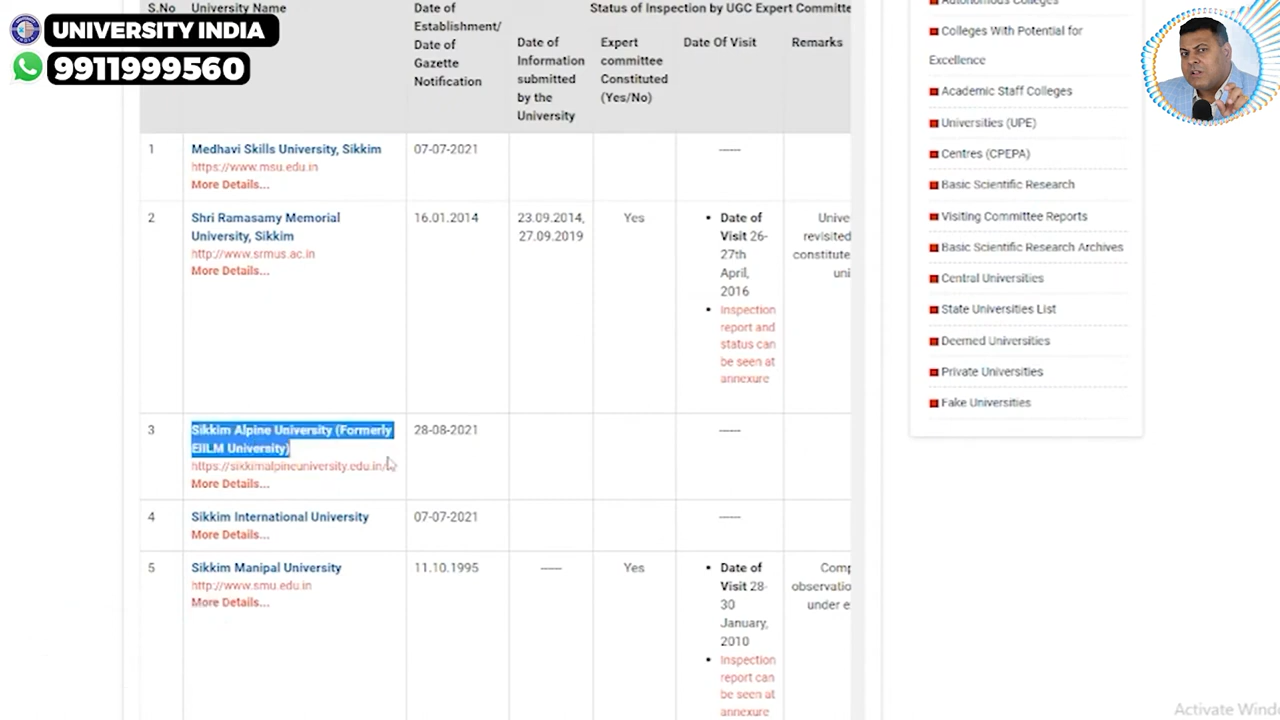 UNIVERSITY INDIA
9911999560
S.No
University Name
Date of
Establishment/
Date of
Gazette
Notification
Status of Inspection by UGC Expert Committe
Date of
Information
submitted
by the
University
Expert
committee
Constituted
(Yes/No)
Date Of Visit
Remarks
1
Medhavi Skills University, Sikkim
https://www.msu.edu.in
More Details...
07-07-2021
------
2
Shri Ramasamy Memorial
University, Sikkim
http://www.srmus.ac.in
More Details...
16.01.2014
23.09.2014,
27.09.2019
Yes
• Date of
Visit 26-
27th
April,
2016
• Inspection
report and
status can
be seen at
annexure
Unive
revisited
constitute
uni
3
Sikkim Alpine University (Formerly
EIILM University)
https://sikkimalpineuniversity.edu.in/
More Details...
28-08-2021
------
4
Sikkim International University
More Details...
07-07-2021
------
5
Sikkim Manipal University
http://www.smu.edu.in
More Details...
11.10.1995
------
Yes
• Date of
Visit 28-
30
January,
2010
• Inspection
report can
be seen at
annexure
Comp
observatio
under e
Autonomous Colleges
Colleges With Potential for
Excellence
Academic Staff Colleges
Universities (UPE)
Centres (CPEPA)
Basic Scientific Research
Visiting Committee Reports
Basic Scientific Research Archives
Central Universities
State Universities List
Deemed Universities
Private Universities
Fake Universities
Activate Windo